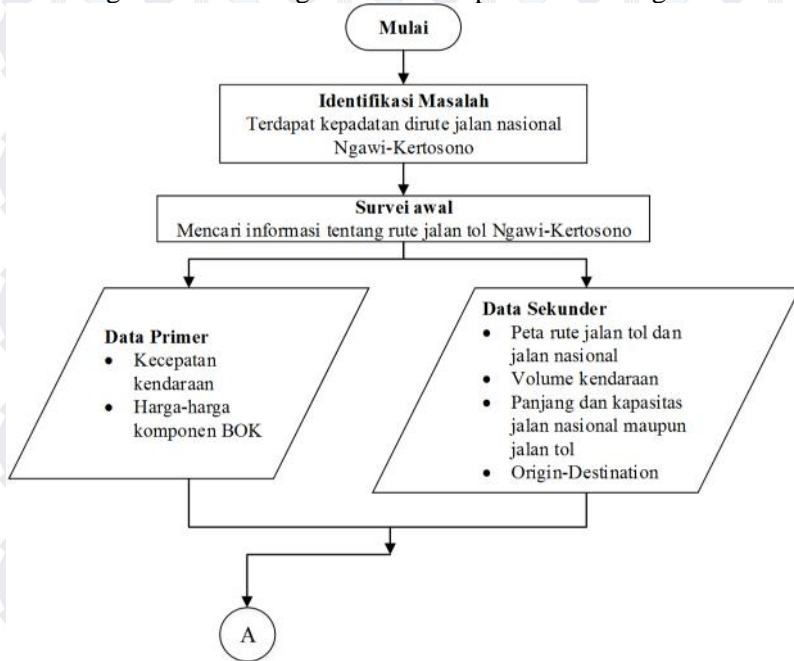 Mulai
Identifikasi Masalah
Terdapat kepadatan dirute jalan nasional
Ngawi-Kertosono
Survei awal
Mencari informasi tentang rute jalan tol Ngawi-Kertosono
Data Primer
• Kecepatan
kendaraan
• Harga-harga
komponen BOK
Data Sekunder
• Peta rute jalan tol dan
jalan nasional
• Volume kendaraan
• Panjang dan kapasitas
jalan nasional maupun
jalan tol
• Origin-Destination
A